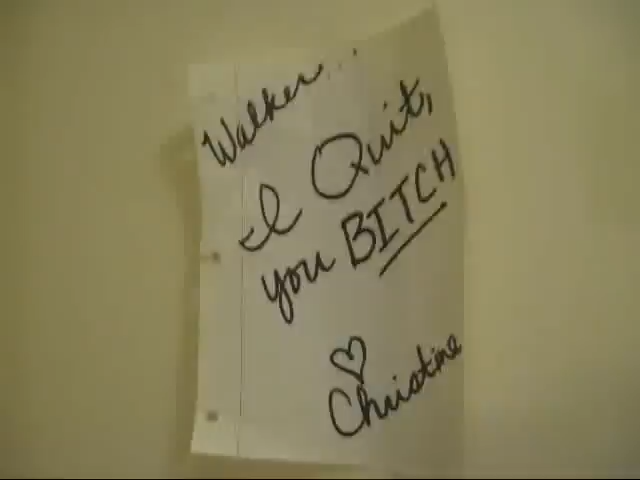 Walker...
I Quit,
you BITCH
♡
Christine